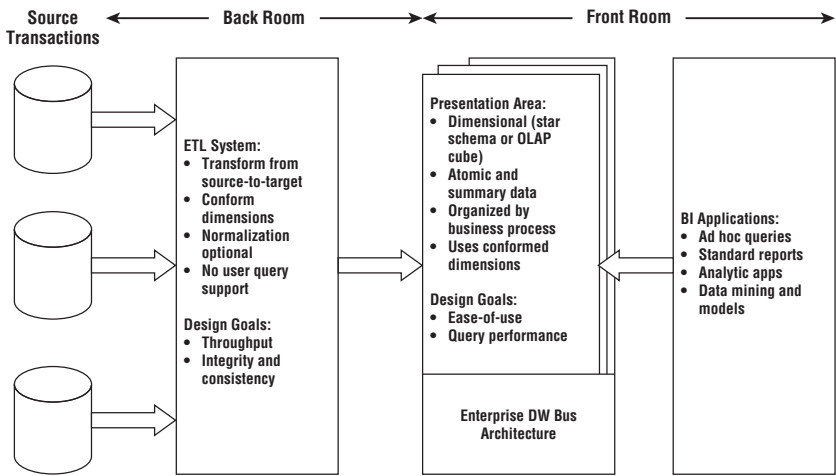 Source
Transactions
Back Room
Front Room
ETL System:
• Transform from
source-to-target
• Conform
dimensions
• Normalization
optional
• No user query
support
Design Goals:
• Throughput
• Integrity and
consistency
Presentation Area:
• Dimensional (star
schema or OLAP
cube)
• Atomic and
summary data
• Organized by
business process
• Uses conformed
dimensions
Design Goals:
• Ease-of-use
• Query performance
Enterprise DW Bus
Architecture
BI Applications:
• Ad hoc queries
• Standard reports
• Analytic apps
• Data mining and
models